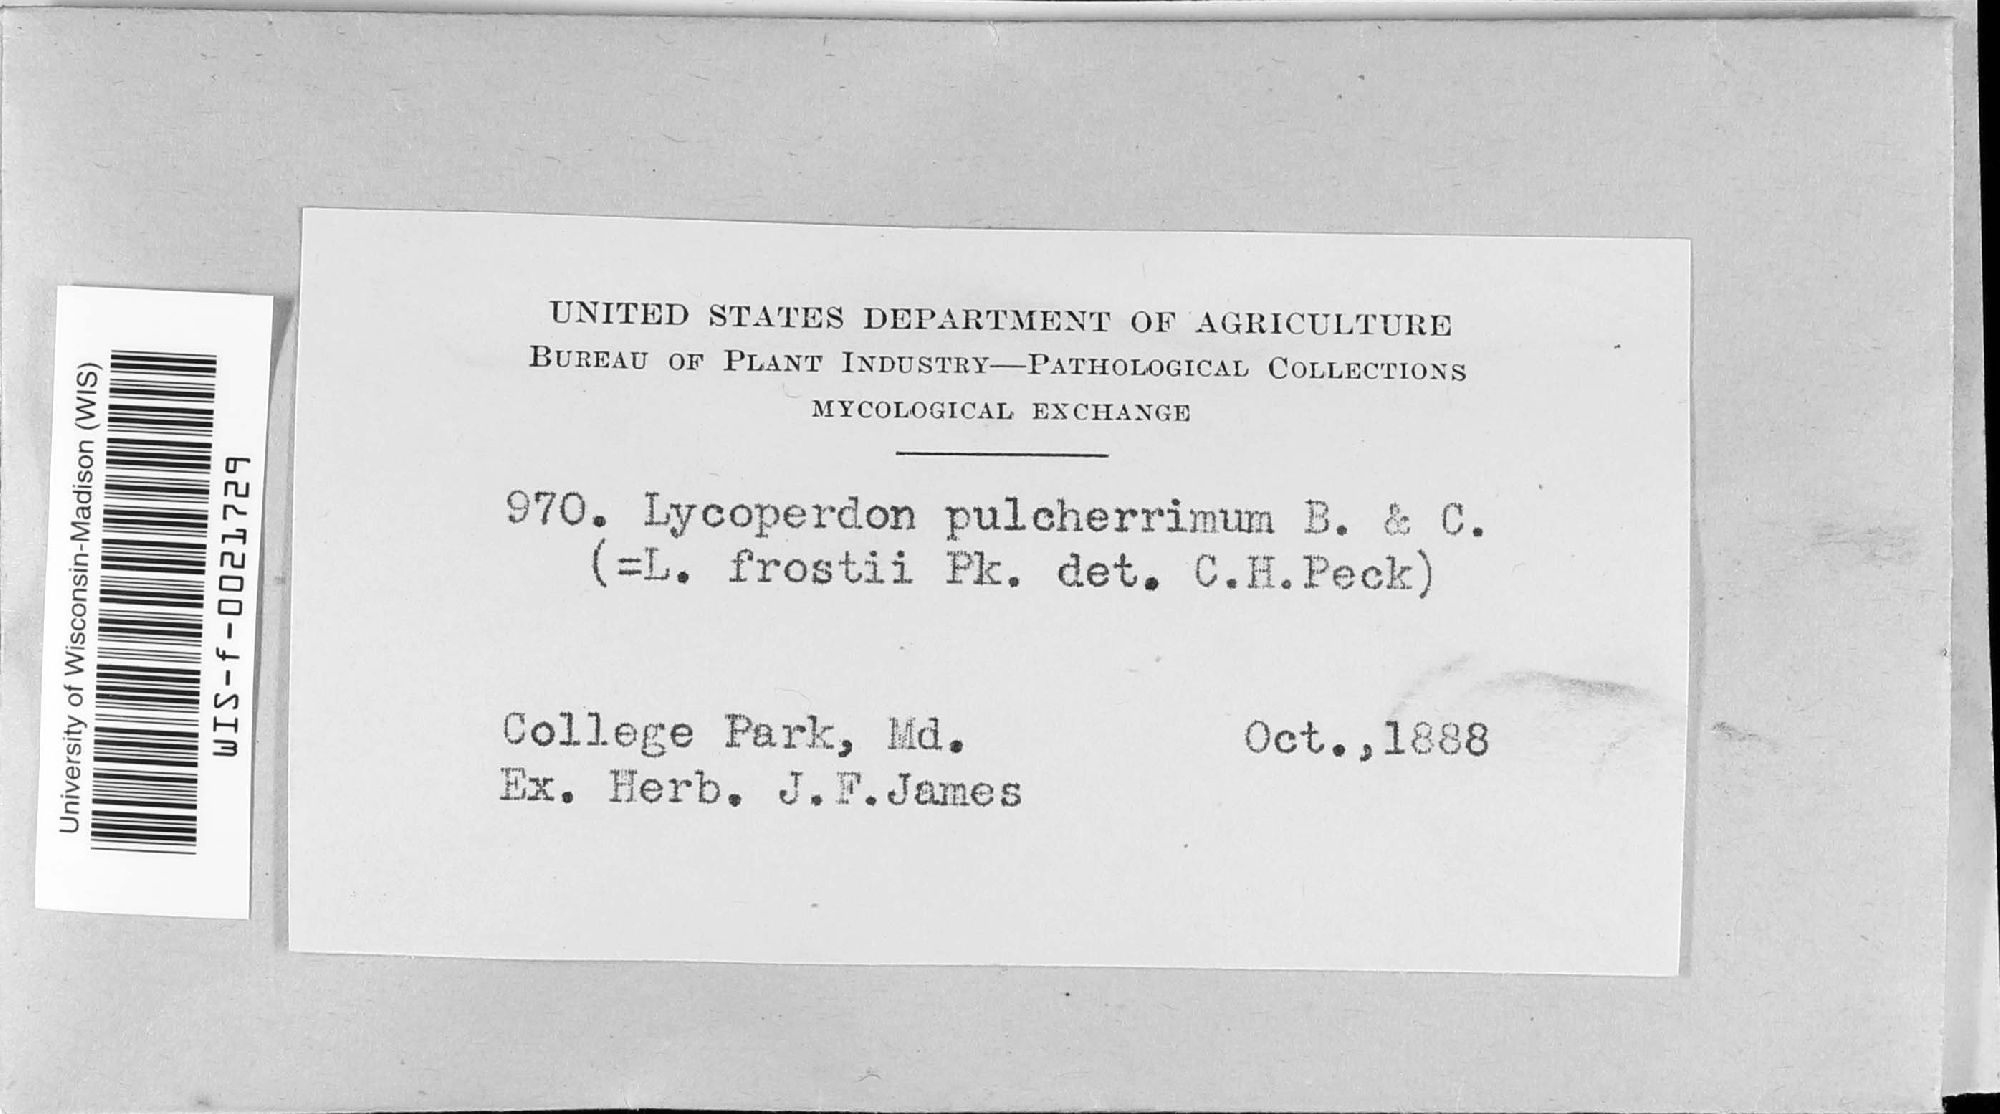 UNITED STATES DEPARTMENT OF AGRICULTURE
BUREAU OF PLANT INDUSTRY—PATHOLOGICAL COLLECTIONS
MYCOLOGICAL EXCHANGE
970. Lycoperdon pulcherrimum B. & C.
(=L. frostii Pk. det. C.H.Peck)
College Park, Md. Oct.,1888
Ex. Herb. J.F.James
University of Wisconsin-Madison (WIS)
WIS-f-0021729